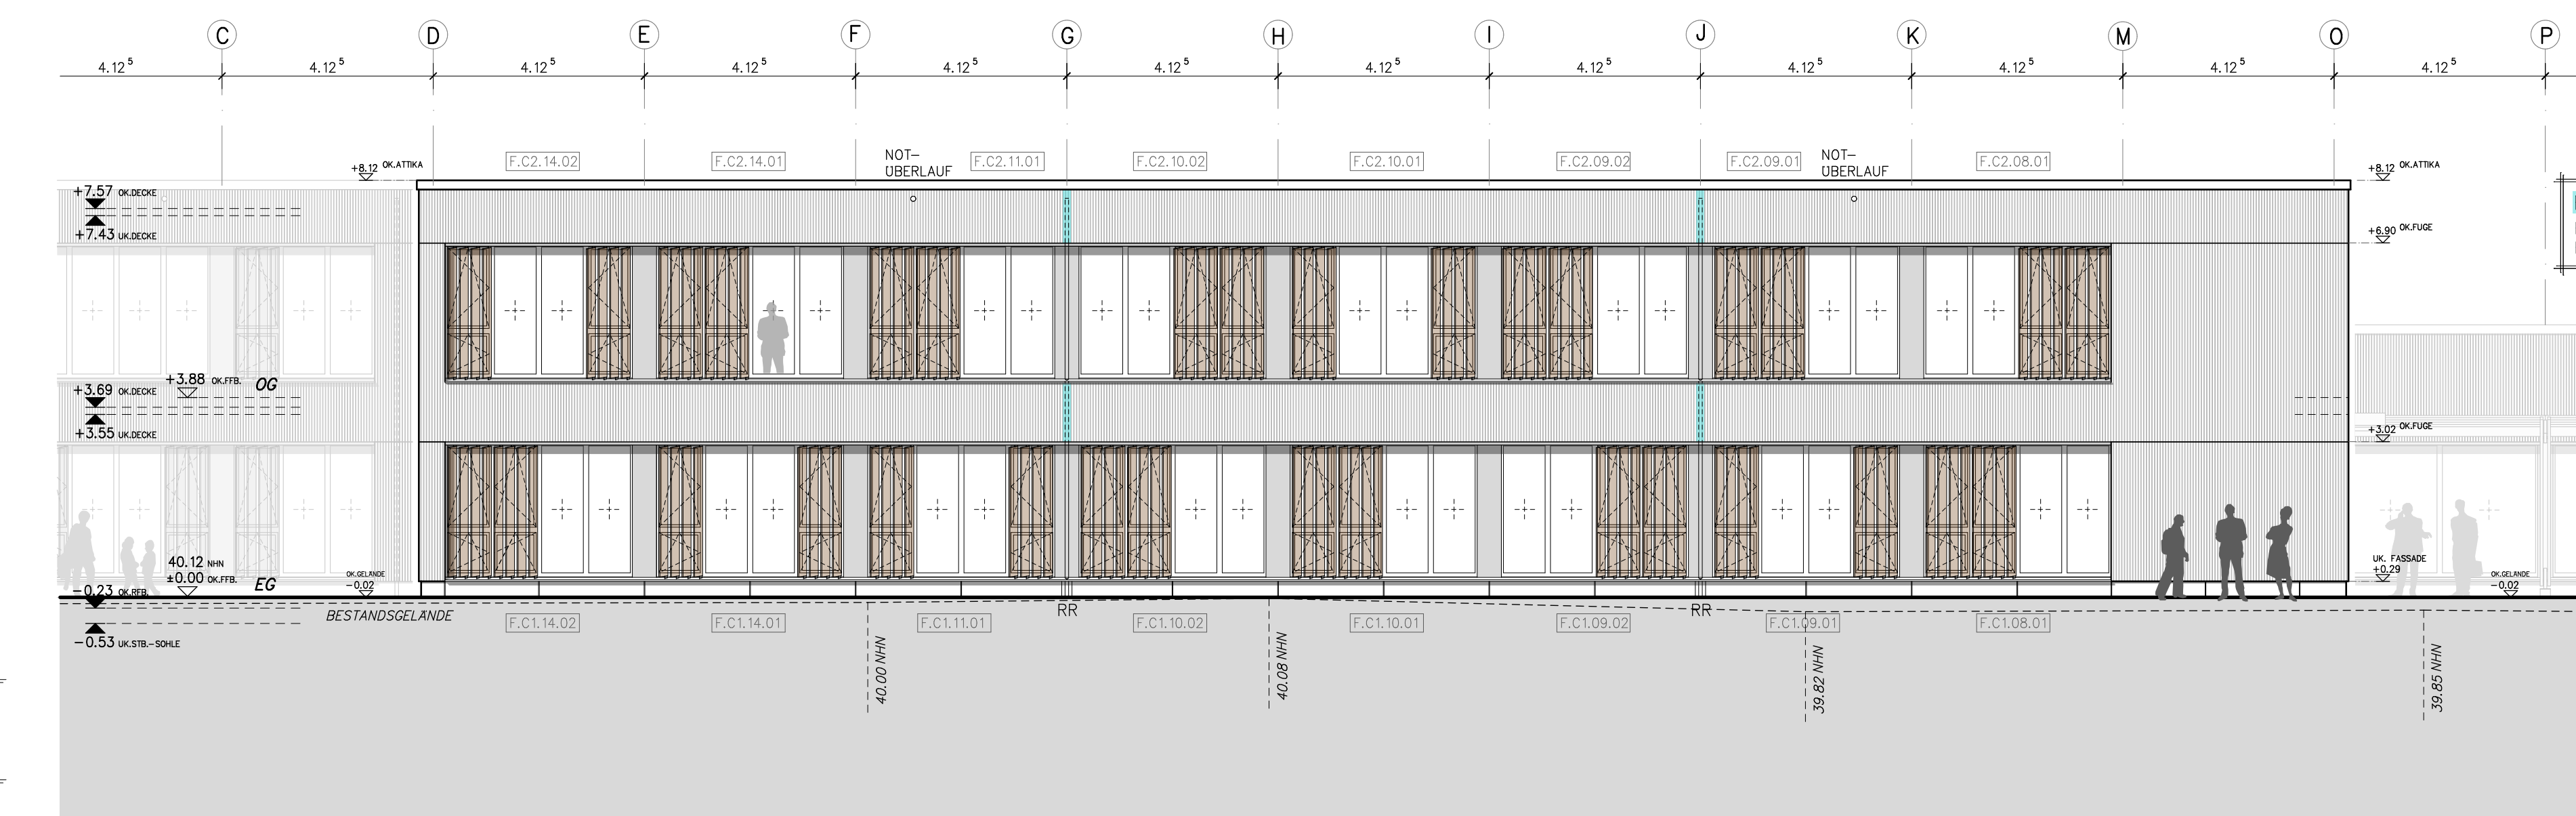 C D E F G H I J K M O P
4.12⁵ 4.12⁵ 4.12⁵ 4.12⁵ 4.12⁵ 4.12⁵ 4.12⁵ 4.12⁵ 4.12⁵ 4.12⁵ 4.12⁵ 4.12⁵
F.C2.14.02 F.C2.14.01 NOT- F.C2.11.01 F.C2.10.02 F.C2.10.01 F.C2.09.02 F.C2.09.01 NOT- F.C2.08.01
ÜBERLAUF ÜBERLAUF
+8.12 OK.ATTIKA +8.12 OK.ATTIKA
+7.57 OK.DECKE
+7.43 UK.DECKE
+6.90 OK.FUGE
+3.88 OK.FFB. OG
+3.69 OK.DECKE
+3.55 UK.DECKE
+3.02 OK.FUGE
40.12 NHN
±0.00 OK.FFB. EG
OK.GELÄNDE
-0.02
UK. FASSADE
+0.29
OK.GELÄNDE
-0.02
-0.23 OK.RFB.
BESTANDSGELÄNDE
RR RR
F.C1.14.02 F.C1.14.01 F.C1.11.01 F.C1.10.02 F.C1.10.01 F.C1.09.02 F.C1.09.01 F.C1.08.01
-0.53 UK.STB.-SOHLE
40.00 NHN
40.08 NHN
39.82 NHN
39.85 NHN